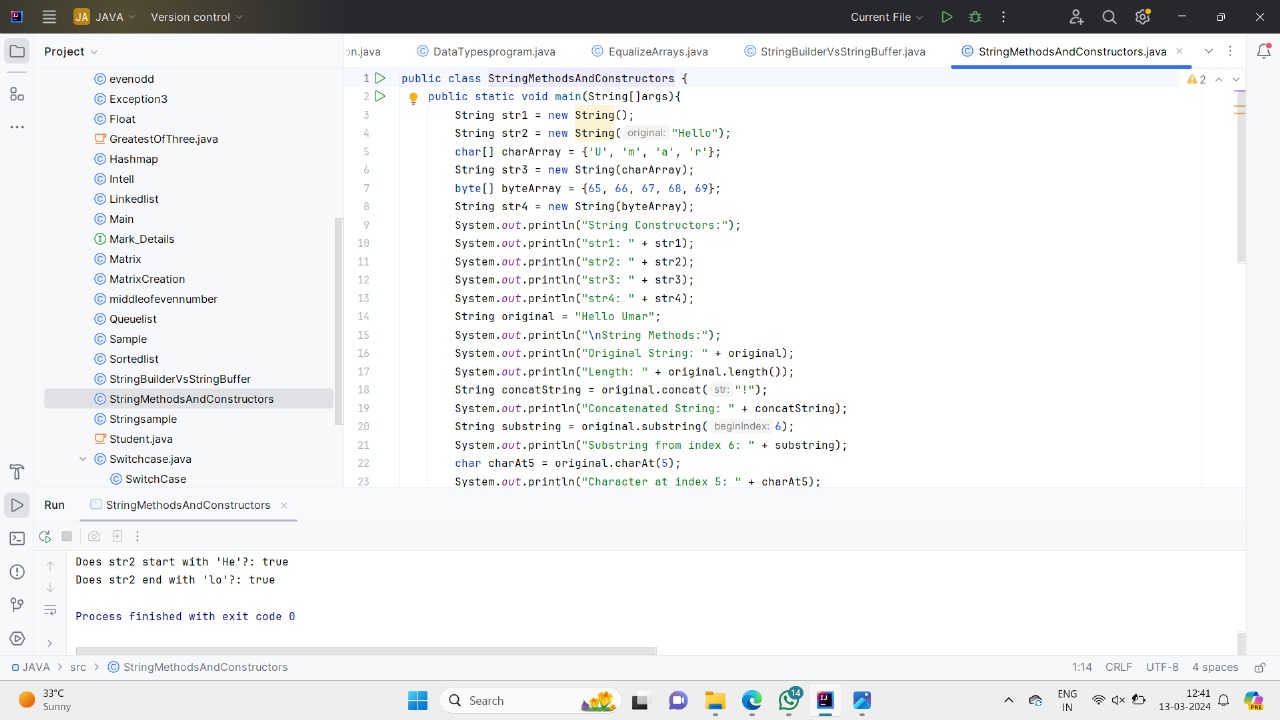 JA JAVA Version control Current File
Project
on.java DataTypesprogram.java EqualizeArrays.java StringBuilderVsStringBuffer.java StringMethodsAndConstructors.java
evenodd
Exception3
Float
GreatestOfThree.java
Hashmap
Intell
Linkedlist
Main
Mark_Details
Matrix
MatrixCreation
middleofevennumber
Queuelist
Sample
Sortedlist
StringBuilderVsStringBuffer
StringMethodsAndConstructors
Stringsample
Student.java
Switchcase.java
SwitchCase
2
1 public class StringMethodsAndConstructors {
2 public static void main(String[]args){
3 String str1 = new String();
4 String str2 = new String( original: "Hello");
5 char[] charArray = {'U', 'm', 'a', 'r'};
6 String str3 = new String(charArray);
7 byte[] byteArray = {65, 66, 67, 68, 69};
8 String str4 = new String(byteArray);
9 System.out.println("String Constructors:");
10 System.out.println("str1: " + str1);
11 System.out.println("str2: " + str2);
12 System.out.println("str3: " + str3);
13 System.out.println("str4: " + str4);
14 String original = "Hello Umar";
15 System.out.println("\nString Methods:");
16 System.out.println("Original String: " + original);
17 System.out.println("Length: " + original.length());
18 String concatString = original.concat( str: "!");
19 System.out.println("Concatenated String: " + concatString);
20 String substring = original.substring( beginIndex: 6);
21 System.out.println("Substring from index 6: " + substring);
22 char charAt5 = original.charAt(5);
23 System.out.println("Character at index 5: " + charAt5);
Run StringMethodsAndConstructors
Does str2 start with 'He'?: true
Does str2 end with 'lo'?: true
Process finished with exit code 0
JAVA > src > StringMethodsAndConstructors 1:14 CRLF UTF-8 4 spaces
33°C
Sunny
Search
14
ENG
IN
12:41
13-03-2024
PRE